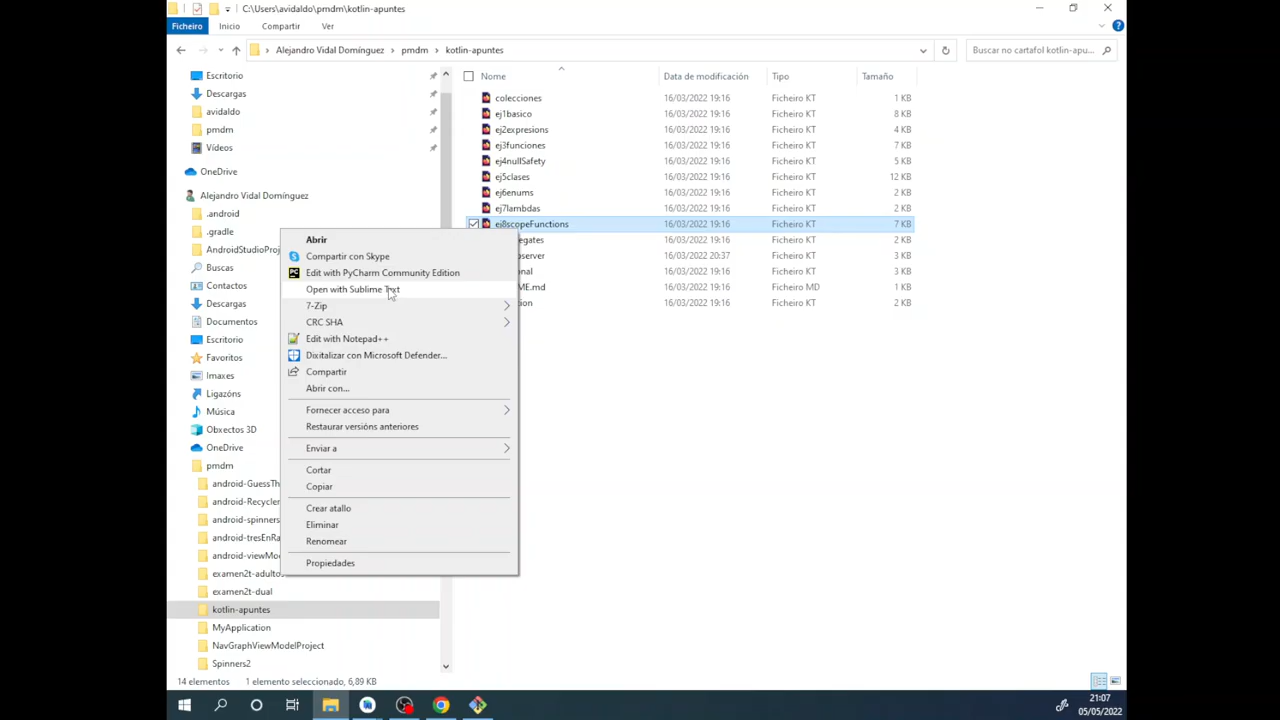 C:\Users\avidaldo\pmdm\kotlin-apuntes
Ficheiro Inicio Compartir Ver
Alejandro Vidal Domínguez > pmdm > kotlin-apuntes
Buscar no cartafol kotlin-apu...
Escritorio
Descargas
avidaldo
pmdm
Vídeos
OneDrive
Alejandro Vidal Domínguez
.android
.gradle
AndroidStudioProj
Buscas
Contactos
Descargas
Documentos
Escritorio
Favoritos
Imaxes
Ligazóns
Música
Obxectos 3D
OneDrive
pmdm
android-GuessTh
android-Recycler
android-spinners
android-tresEnRa
android-viewMo
examen2t-adulto
examen2t-dual
kotlin-apuntes
MyApplication
NavGraphViewModelProject
Spinners2
Nome Data de modificación Tipo Tamaño
colecciones 16/03/2022 19:16 Ficheiro KT 1 KB
ej1basico 16/03/2022 19:16 Ficheiro KT 8 KB
ej2expresions 16/03/2022 19:16 Ficheiro KT 4 KB
ej3funciones 16/03/2022 19:16 Ficheiro KT 7 KB
ej4nullSafety 16/03/2022 19:16 Ficheiro KT 5 KB
ej5clases 16/03/2022 19:16 Ficheiro KT 12 KB
ej6enums 16/03/2022 19:16 Ficheiro KT 2 KB
ej7lambdas 16/03/2022 19:16 Ficheiro KT 2 KB
ej8scopeFunctions 16/03/2022 19:16 Ficheiro KT 7 KB
egates 16/03/2022 19:16 Ficheiro KT 2 KB
server 16/03/2022 20:37 Ficheiro KT 2 KB
nal 16/03/2022 19:16 Ficheiro KT 1 KB
ME.md 16/03/2022 19:16 Ficheiro MD 1 KB
ion 16/03/2022 19:16 Ficheiro KT 2 KB
Abrir
Compartir con Skype
Edit with PyCharm Community Edition
Open with Sublime Text
7-Zip
CRC SHA
Edit with Notepad++
Dixitalizar con Microsoft Defender...
Compartir
Abrir con...
Fornecer acceso para
Restaurar versións anteriores
Enviar a
Cortar
Copiar
Crear atallo
Eliminar
Renomear
Propiedades
14 elementos 1 elemento seleccionado, 6,89 KB
21:07
05/05/2022